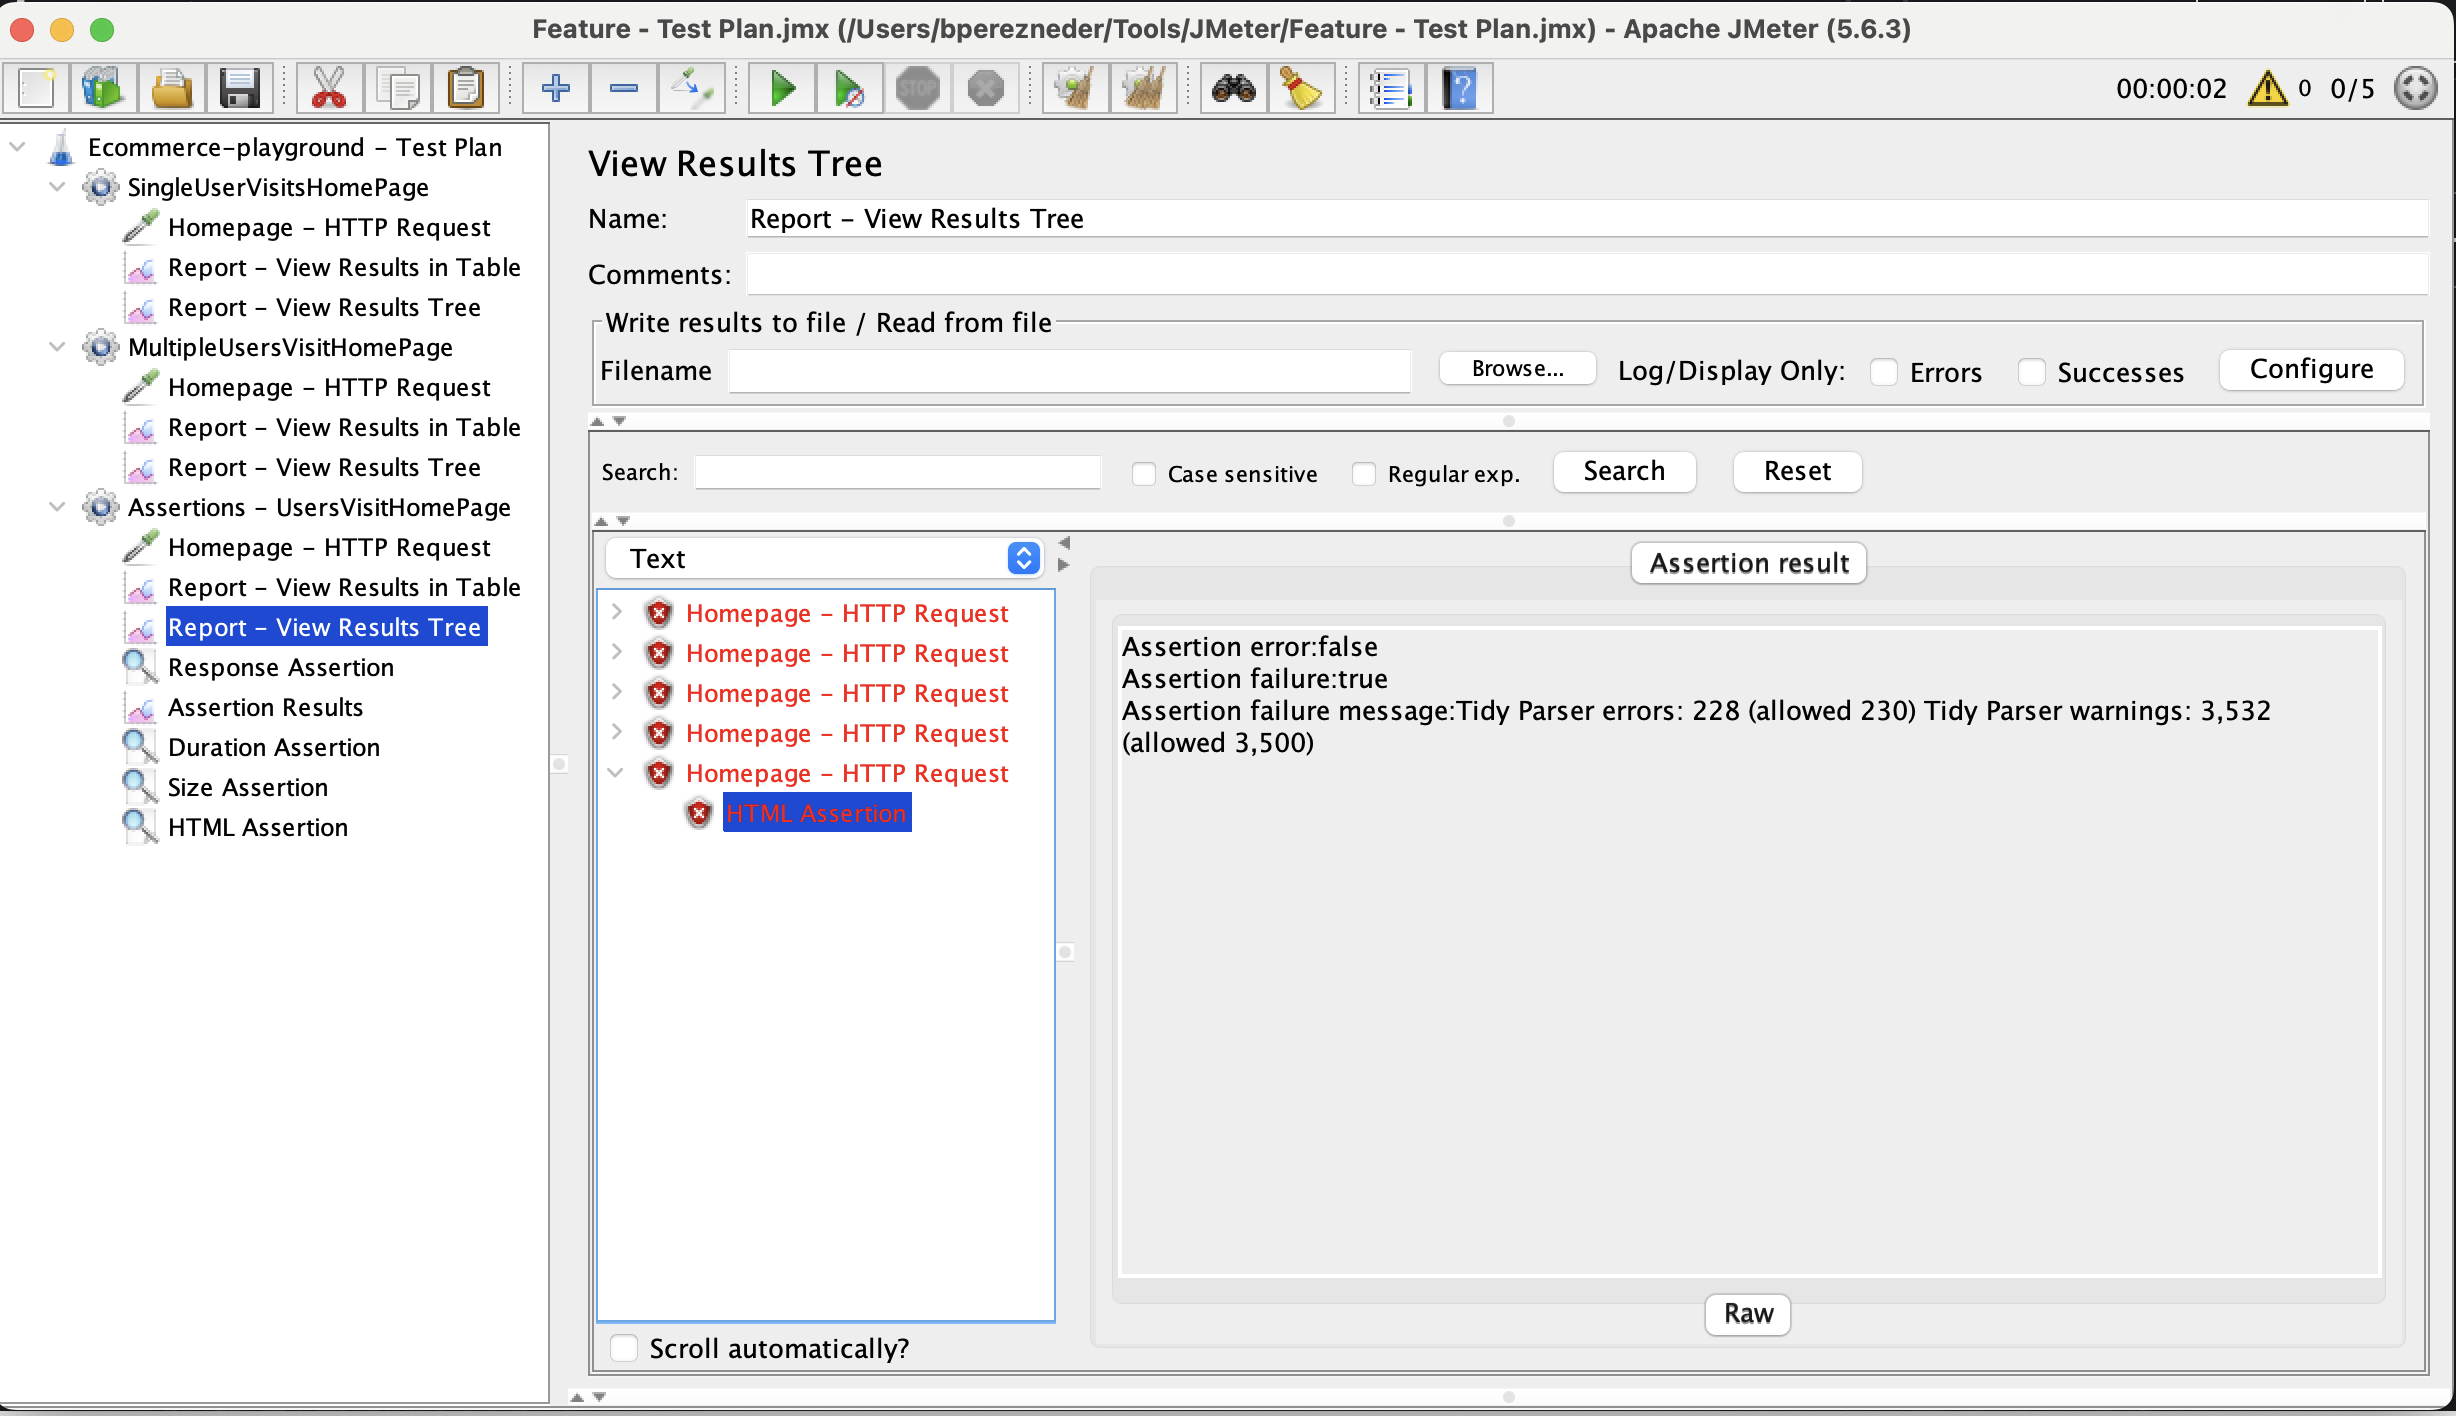 Feature - Test Plan.jmx (/Users/bperezneder/Tools/JMeter/Feature - Test Plan.jmx) - Apache JMeter (5.6.3)
STOP
?
00:00:02 0 0/5
Ecommerce-playground - Test Plan
SingleUserVisitsHomePage
Homepage - HTTP Request
Report - View Results in Table
Report - View Results Tree
MultipleUsersVisitHomePage
Homepage - HTTP Request
Report - View Results in Table
Report - View Results Tree
Assertions - UsersVisitHomePage
Homepage - HTTP Request
Report - View Results in Table
Report - View Results Tree
Response Assertion
Assertion Results
Duration Assertion
Size Assertion
HTML Assertion
View Results Tree
Name: Report - View Results Tree
Comments:
Write results to file / Read from file
Filename Browse... Log/Display Only: Errors Successes Configure
Search: Case sensitive Regular exp. Search Reset
Text
Homepage - HTTP Request
Homepage - HTTP Request
Homepage - HTTP Request
Homepage - HTTP Request
Homepage - HTTP Request
HTML Assertion
Scroll automatically?
Assertion result
Assertion error:false
Assertion failure:true
Assertion failure message:Tidy Parser errors: 228 (allowed 230) Tidy Parser warnings: 3,532
(allowed 3,500)
Raw